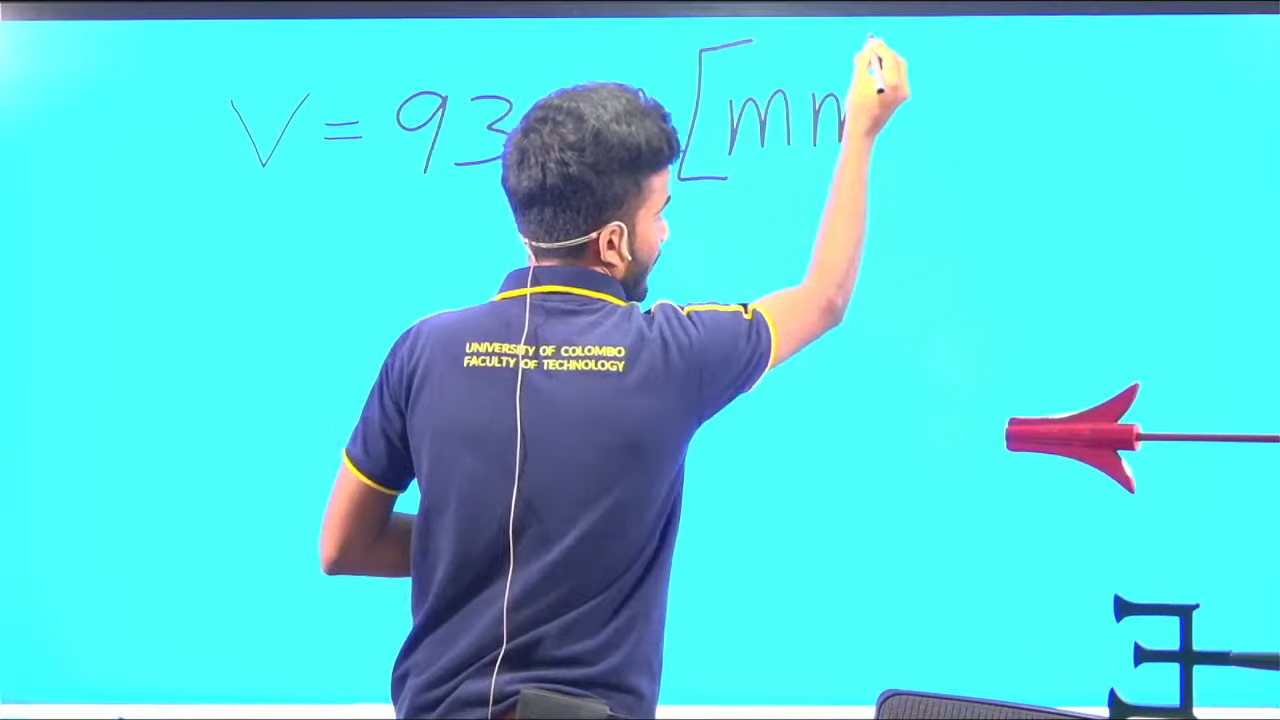 V = 93 [mm
UNIVERSITY OF COLOMBO
FACULTY OF TECHNOLOGY